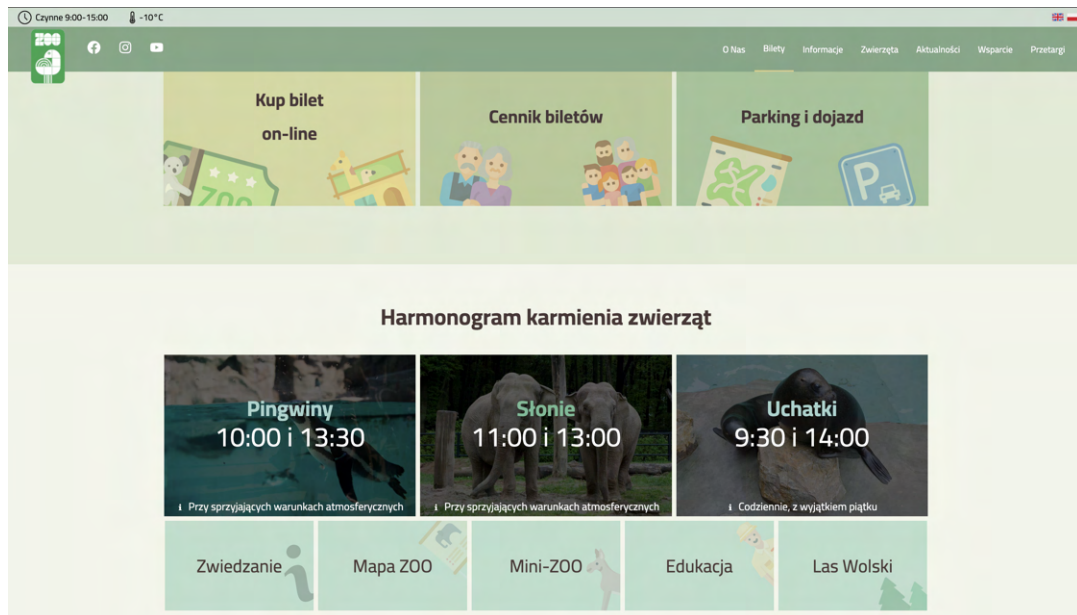 Czynne 9:00-15:00
-10°C
ZOO
O Nas
Bilety
Informacje
Zwierzęta
Aktualności
Wsparcie
Przetargi
Kup bilet
on-line
ZOO
Cennik biletów
Parking i dojazd
P
Harmonogram karmienia zwierząt
Pingwiny
10:00 i 13:30
Przy sprzyjających warunkach atmosferycznych
Słonie
11:00 i 13:00
Przy sprzyjających warunkach atmosferycznych
Uchatki
9:30 i 14:00
Codziennie, z wyjątkiem piątku
Zwiedzanie
Mapa ZOO
Mini-ZOO
Edukacja
Las Wolski